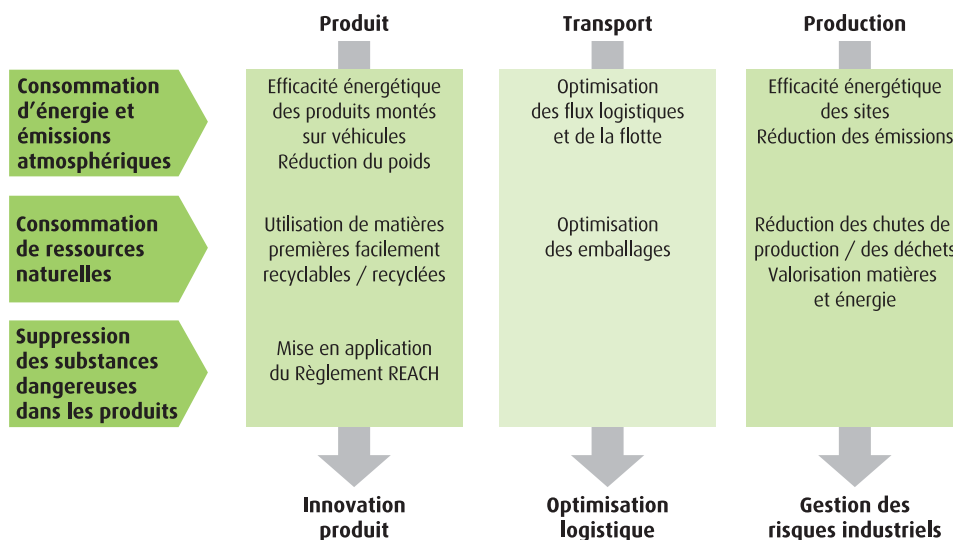 Produit
Transport
Production
Consommation
d'énergie et
émissions
atmosphériques
Efficacité énergétique
des produits montés
sur véhicules
Réduction du poids
Optimisation
des flux logistiques
et de la flotte
Efficacité énergétique
des sites
Réduction des émissions
Consommation
de ressources
naturelles
Utilisation de matières
premières facilement
recyclables / recyclées
Optimisation
des emballages
Réduction des chutes de
production / des déchets
Valorisation matières
et énergie
Suppression
des substances
dangereuses
dans les produits
Mise en application
du Règlement REACH
Innovation
produit
Optimisation
logistique
Gestion des
risques industriels